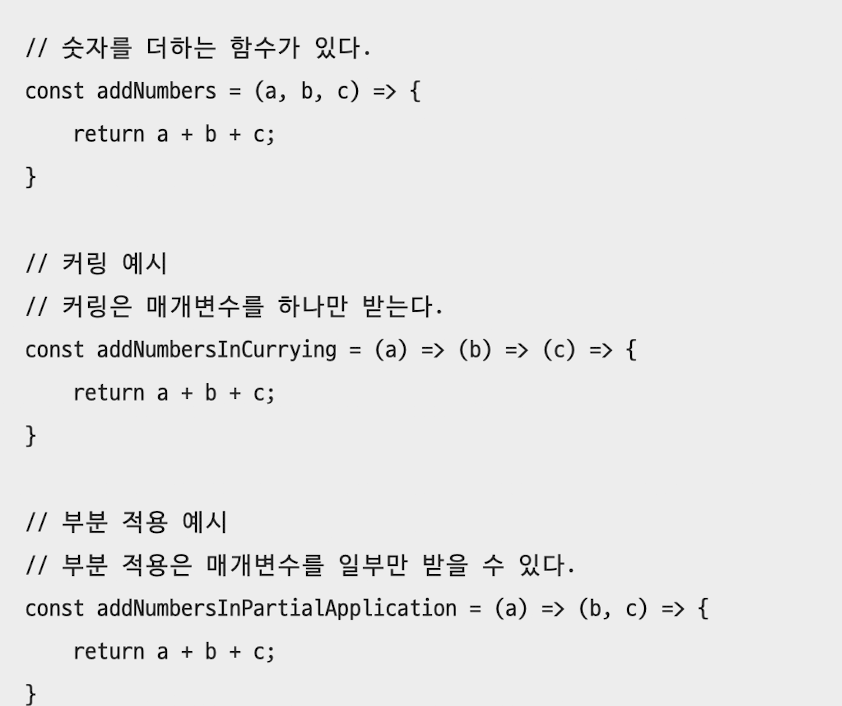 // 숫자를 더하는 함수가 있다.
const addNumbers = (a, b, c) => {
    return a + b + c;
}

// 커링 예시
// 커링은 매개변수를 하나만 받는다.
const addNumbersInCurrying = (a) => (b) => (c) => {
    return a + b + c;
}

// 부분 적용 예시
// 부분 적용은 매개변수를 일부만 받을 수 있다.
const addNumbersInPartialApplication = (a) => (b, c) => {
    return a + b + c;
}